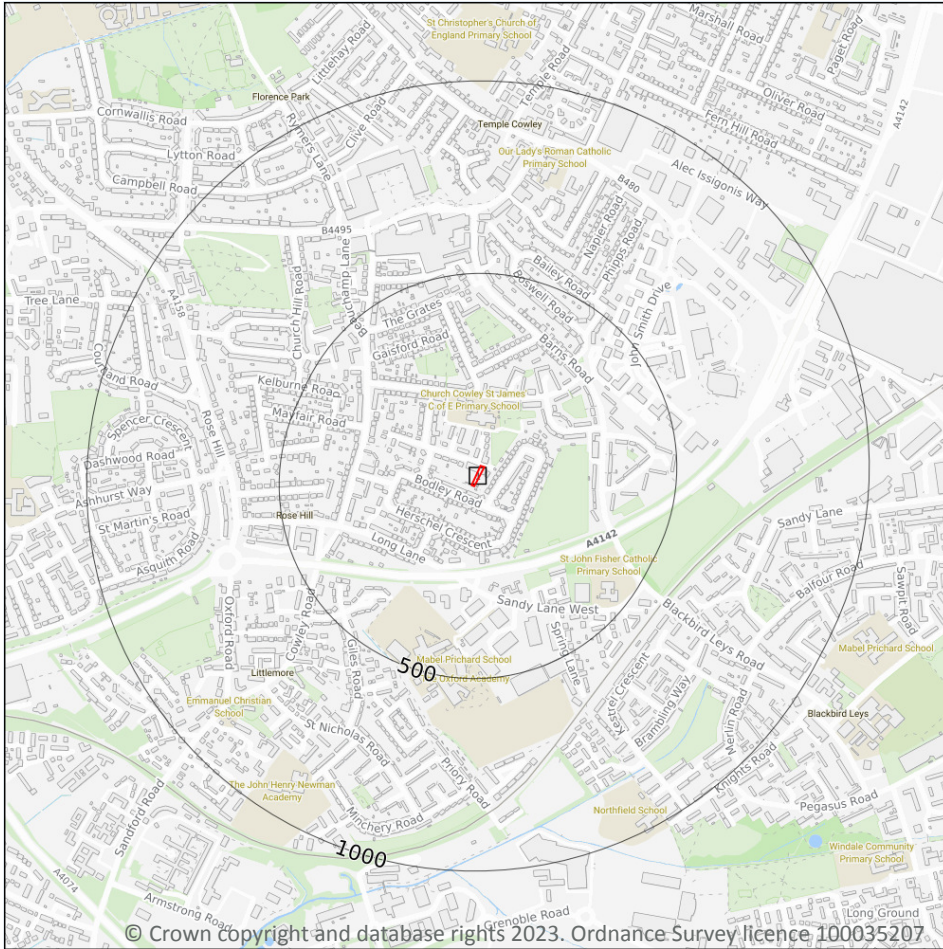 St Christopher's Church of
England Primary School
Marshall Road
Paget Road
Littlehay Road
Temple Road
Oliver Road
A4142
Florence Park
Cornwallis Road
Rymers Lane
Clive Road
Temple Cowley
Fern Hill Road
Lytton Road
Our Lady's Roman Catholic
Primary School
Campbell Road
B480
Alec Issigonis Way
B4495
Napier Road
Phipps Road
Beauchamp Lane
Church Hill Road
Bailey Road
Boswell Road
John Smith Drive
Tree Lane
A4158
The Grates
Gaisford Road
Barns Road
Courtland Road
Kelburne Road
Church Cowley St James
C of E Primary School
Mayfair Road
Rose Hill
Spencer Crescent
Dashwood Road
Ashhurst Way
Bodley Road
St Martin's Road
Rose Hill
Herschel Crescent
Sandy Lane
Asquith Road
Long Lane
A4142
St John Fisher Catholic
Primary School
Balfour Road
Sawpit Road
Sandy Lane West
Oxford Road
Cowley Road
Spring Lane
Blackbird Leys Road
Giles Road
Mabel Prichard School
Mabel Prichard School
500
Oxford Academy
Littlemore
Kestrel Crescent
Brambling Way
Emmanuel Christian
School
Merlin Road
Blackbird Leys
St Nicholas Road
Knights Road
Priory Road
The John Henry Newman
Academy
Sandford Road
Minchery Road
Northfield School
Pegasus Road
1000
Windale Community
Primary School
A4074
Armstrong Road
Grenoble Road
Long Ground
© Crown copyright and database rights 2023. Ordnance Survey licence 100035207